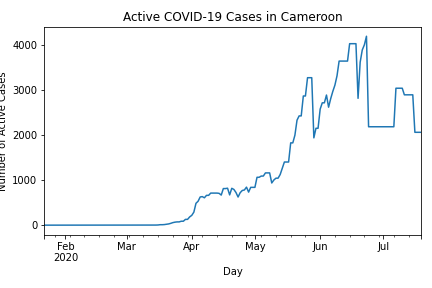 Active COVID-19 Cases in Cameroon
Number of Active Cases
4000
3000
2000
1000
0
Feb
2020
Mar
Apr
May
Jun
Jul
Day